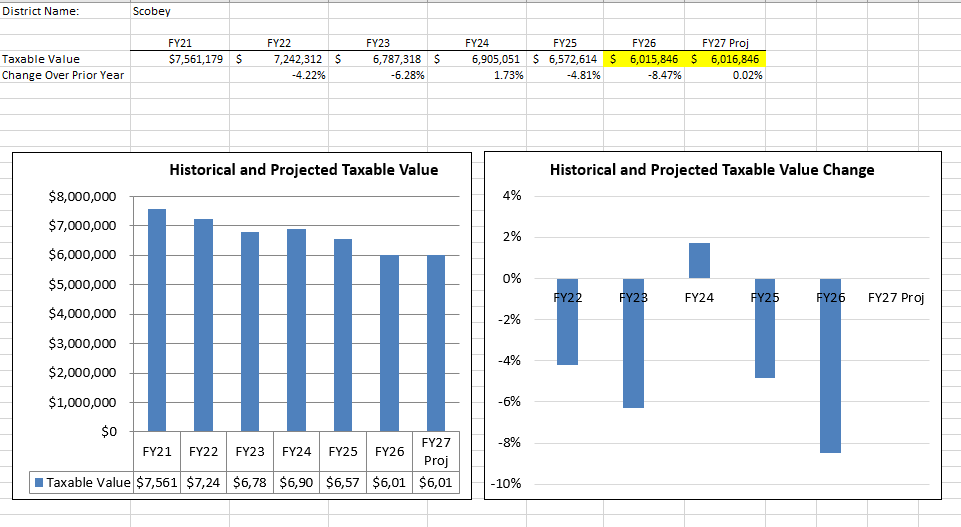 District Name: Scobey
FY21 FY22 FY23 FY24 FY25 FY26 FY27 Proj
Taxable Value $7,561,179 $ 7,242,312 $ 6,787,318 $ 6,905,051 $ 6,572,614 $ 6,015,846 $ 6,016,846
Change Over Prior Year -4.22% -6.28% 1.73% -4.81% -8.47% 0.02%
Historical and Projected Taxable Value
$8,000,000
$7,000,000
$6,000,000
$5,000,000
$4,000,000
$3,000,000
$2,000,000
$1,000,000
$0
FY21 FY22 FY23 FY24 FY25 FY26 FY27 Proj
Taxable Value $7,561 $7,24 $6,78 $6,90 $6,57 $6,01 $6,01
Historical and Projected Taxable Value Change
4%
2%
0%
FY22 FY23 FY24 FY25 FY26 FY27 Proj
-2%
-4%
-6%
-8%
-10%